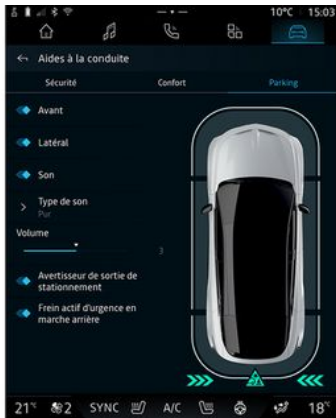 10°C 15:03
Aides à la conduite
Sécurité Confort Parking
Avant
Latéral
Son
Type de son
Pur
Volume
3
Avertisseur de sortie de
stationnement
Frein actif d'urgence en
marche arrière
21°C 2 SYNC A/C 18°C